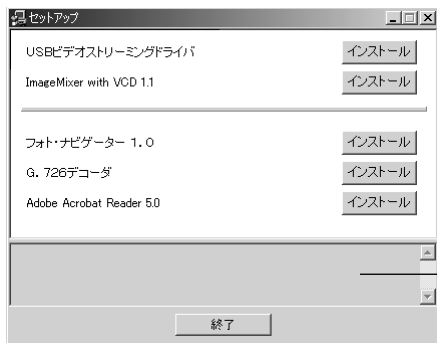 セットアップ
USBビデオストリーミングドライバ インストール
ImageMixer with VCD 1.1 インストール
フォト・ナビゲーター 1.0 インストール
G.726デコーダ インストール
Adobe Acrobat Reader 5.0 インストール
終了